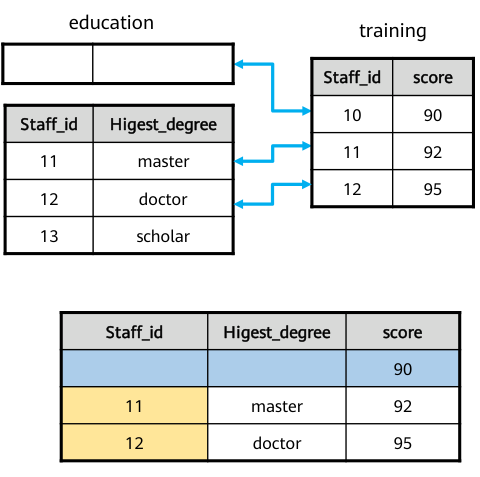 education
training
Staff_id score
10 90
11 92
12 95
Staff_id Higest_degree
11 master
12 doctor
13 scholar
Staff_id Higest_degree score
90
11 master 92
12 doctor 95